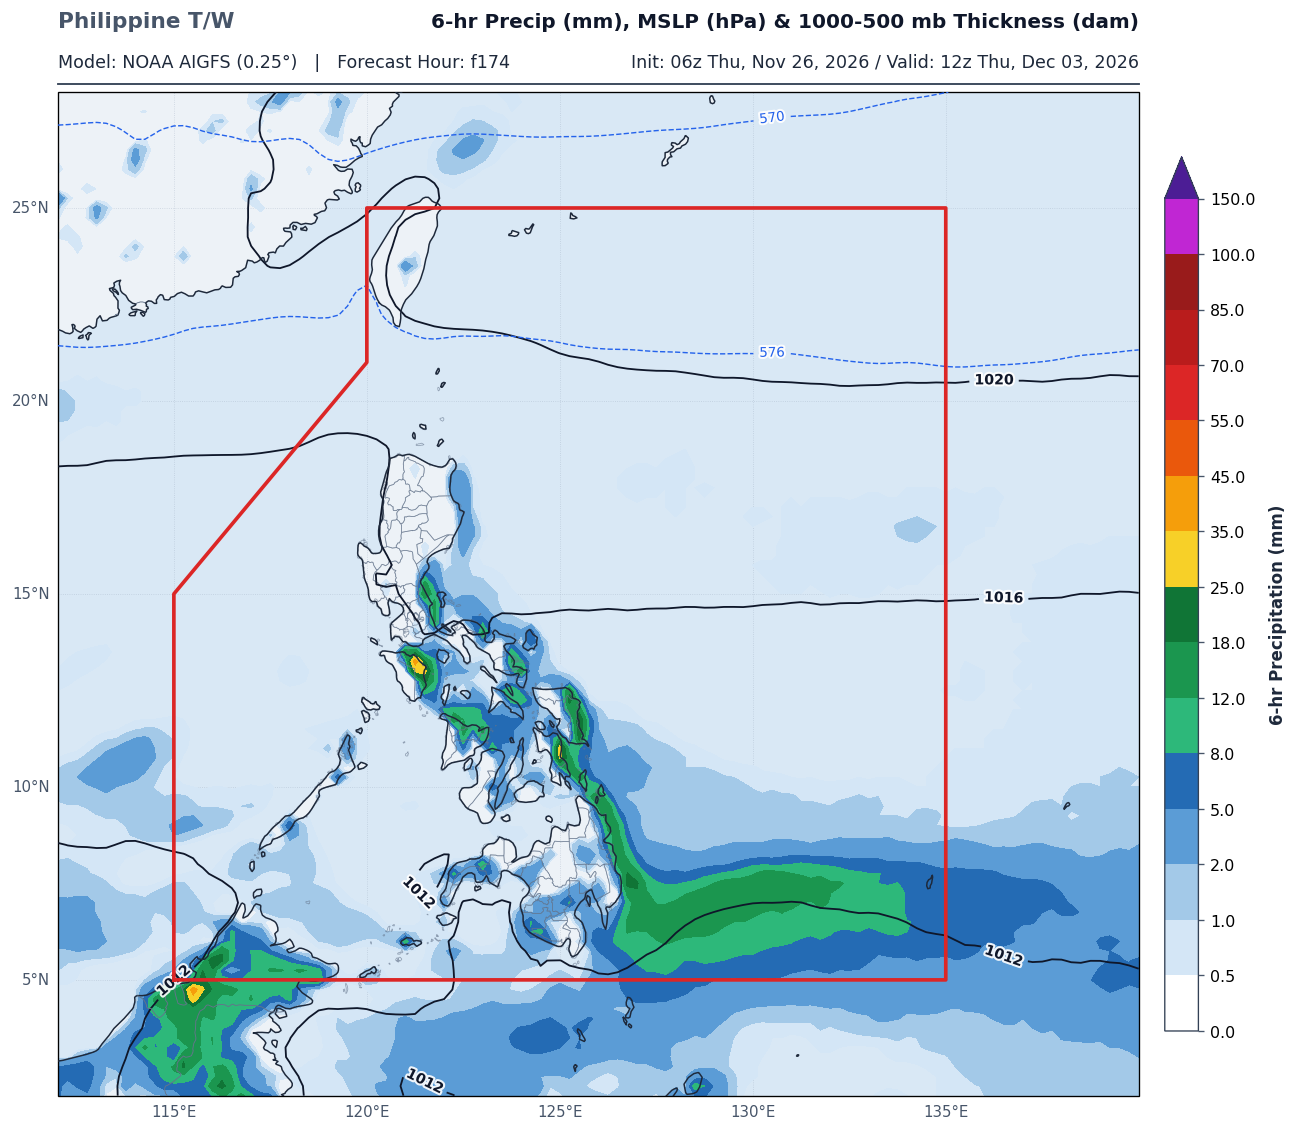 Philippine T/W
6-hr Precip (mm), MSLP (hPa) & 1000-500 mb Thickness (dam)
Model: NOAA AIGFS (0.25°) | Forecast Hour: f174
Init: 06z Thu, Nov 26, 2026 / Valid: 12z Thu, Dec 03, 2026
570
576
1020
1016
1012
1012
1012
1012
25°N
20°N
15°N
10°N
5°N
115°E
120°E
125°E
130°E
135°E
150.0
100.0
85.0
70.0
55.0
45.0
35.0
25.0
18.0
12.0
8.0
5.0
2.0
1.0
0.5
0.0
6-hr Precipitation (mm)